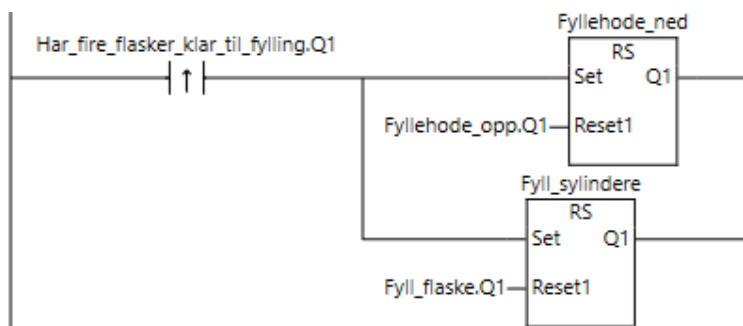 Fyllehode_ned
Har_fire_flasker_klar_til_fylling.Q1
RS
Set Q1
Fyllehode_opp.Q1 Reset1
Fyll_sylindere
RS
Set Q1
Fyll_flaske.Q1 Reset1